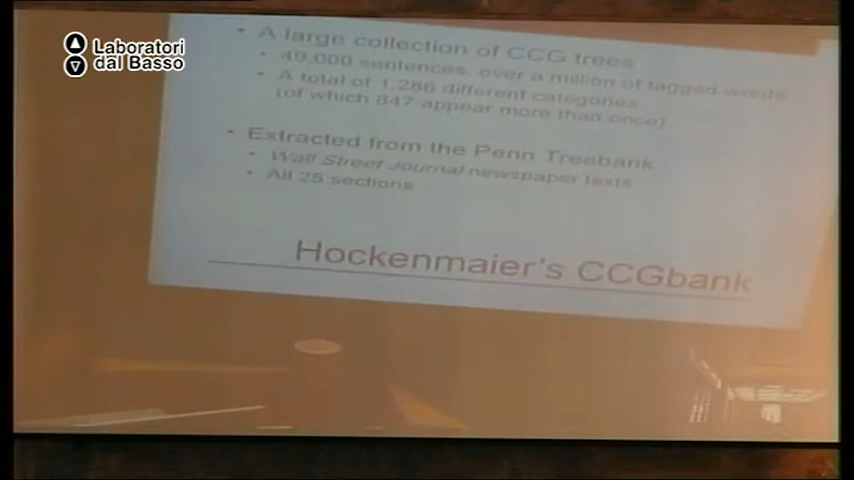 Laboratori
dal Basso
• A large collection of CCG trees
• 49,000 sentences, over a million of tagged words
• A total of 1,286 different categories
(of which 847 appear more than once)
• Extracted from the Penn Treebank
• Wall Street Journal newspaper texts
• All 25 sections
Hockenmaier's CCGbank